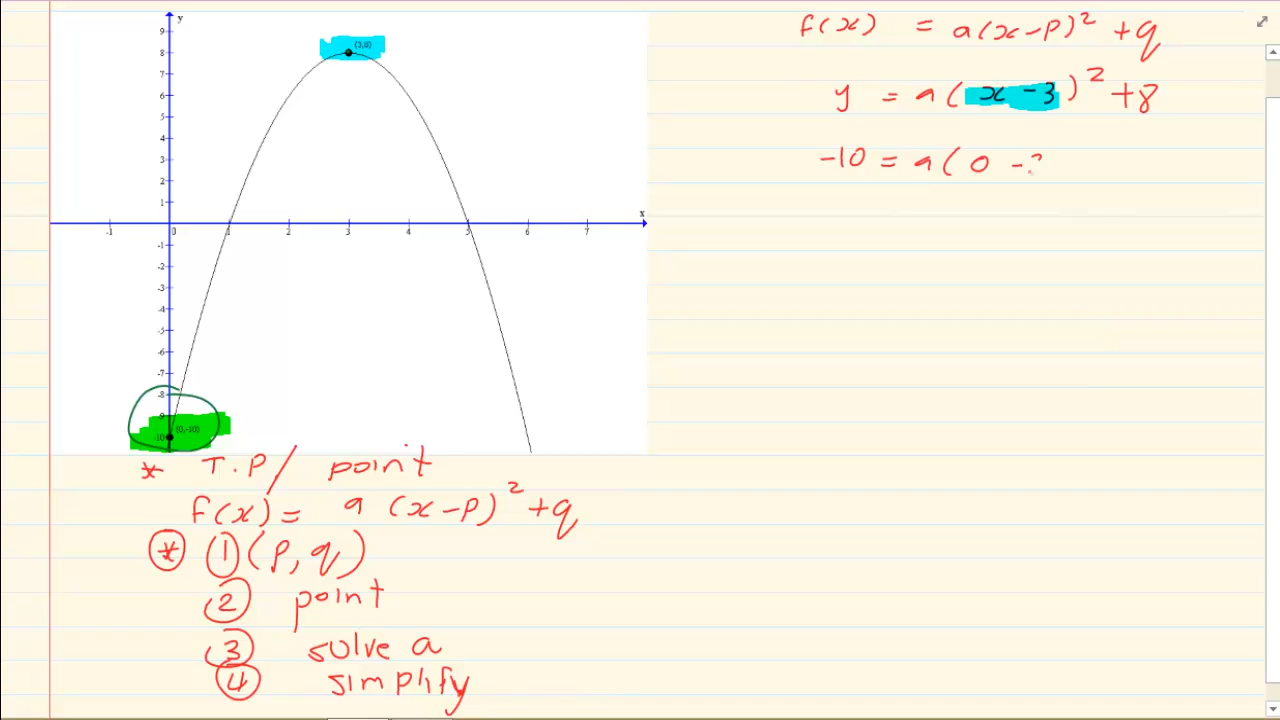 y
9
(3,8)
8
7
6
5
4
3
2
1
x
-1 0 1 2 3 4 5 6 7
-1
-2
-3
-4
-5
-6
-7
-8
-9
(0,-10)
-10
f(x) = a(x-p)² +q
y = a(x-3)² +8
-10 = a(0 -
* T.P/ point
f(x) = a (x-p)² +q
* ① (p, q)
② point
③ solve a
④ simplify